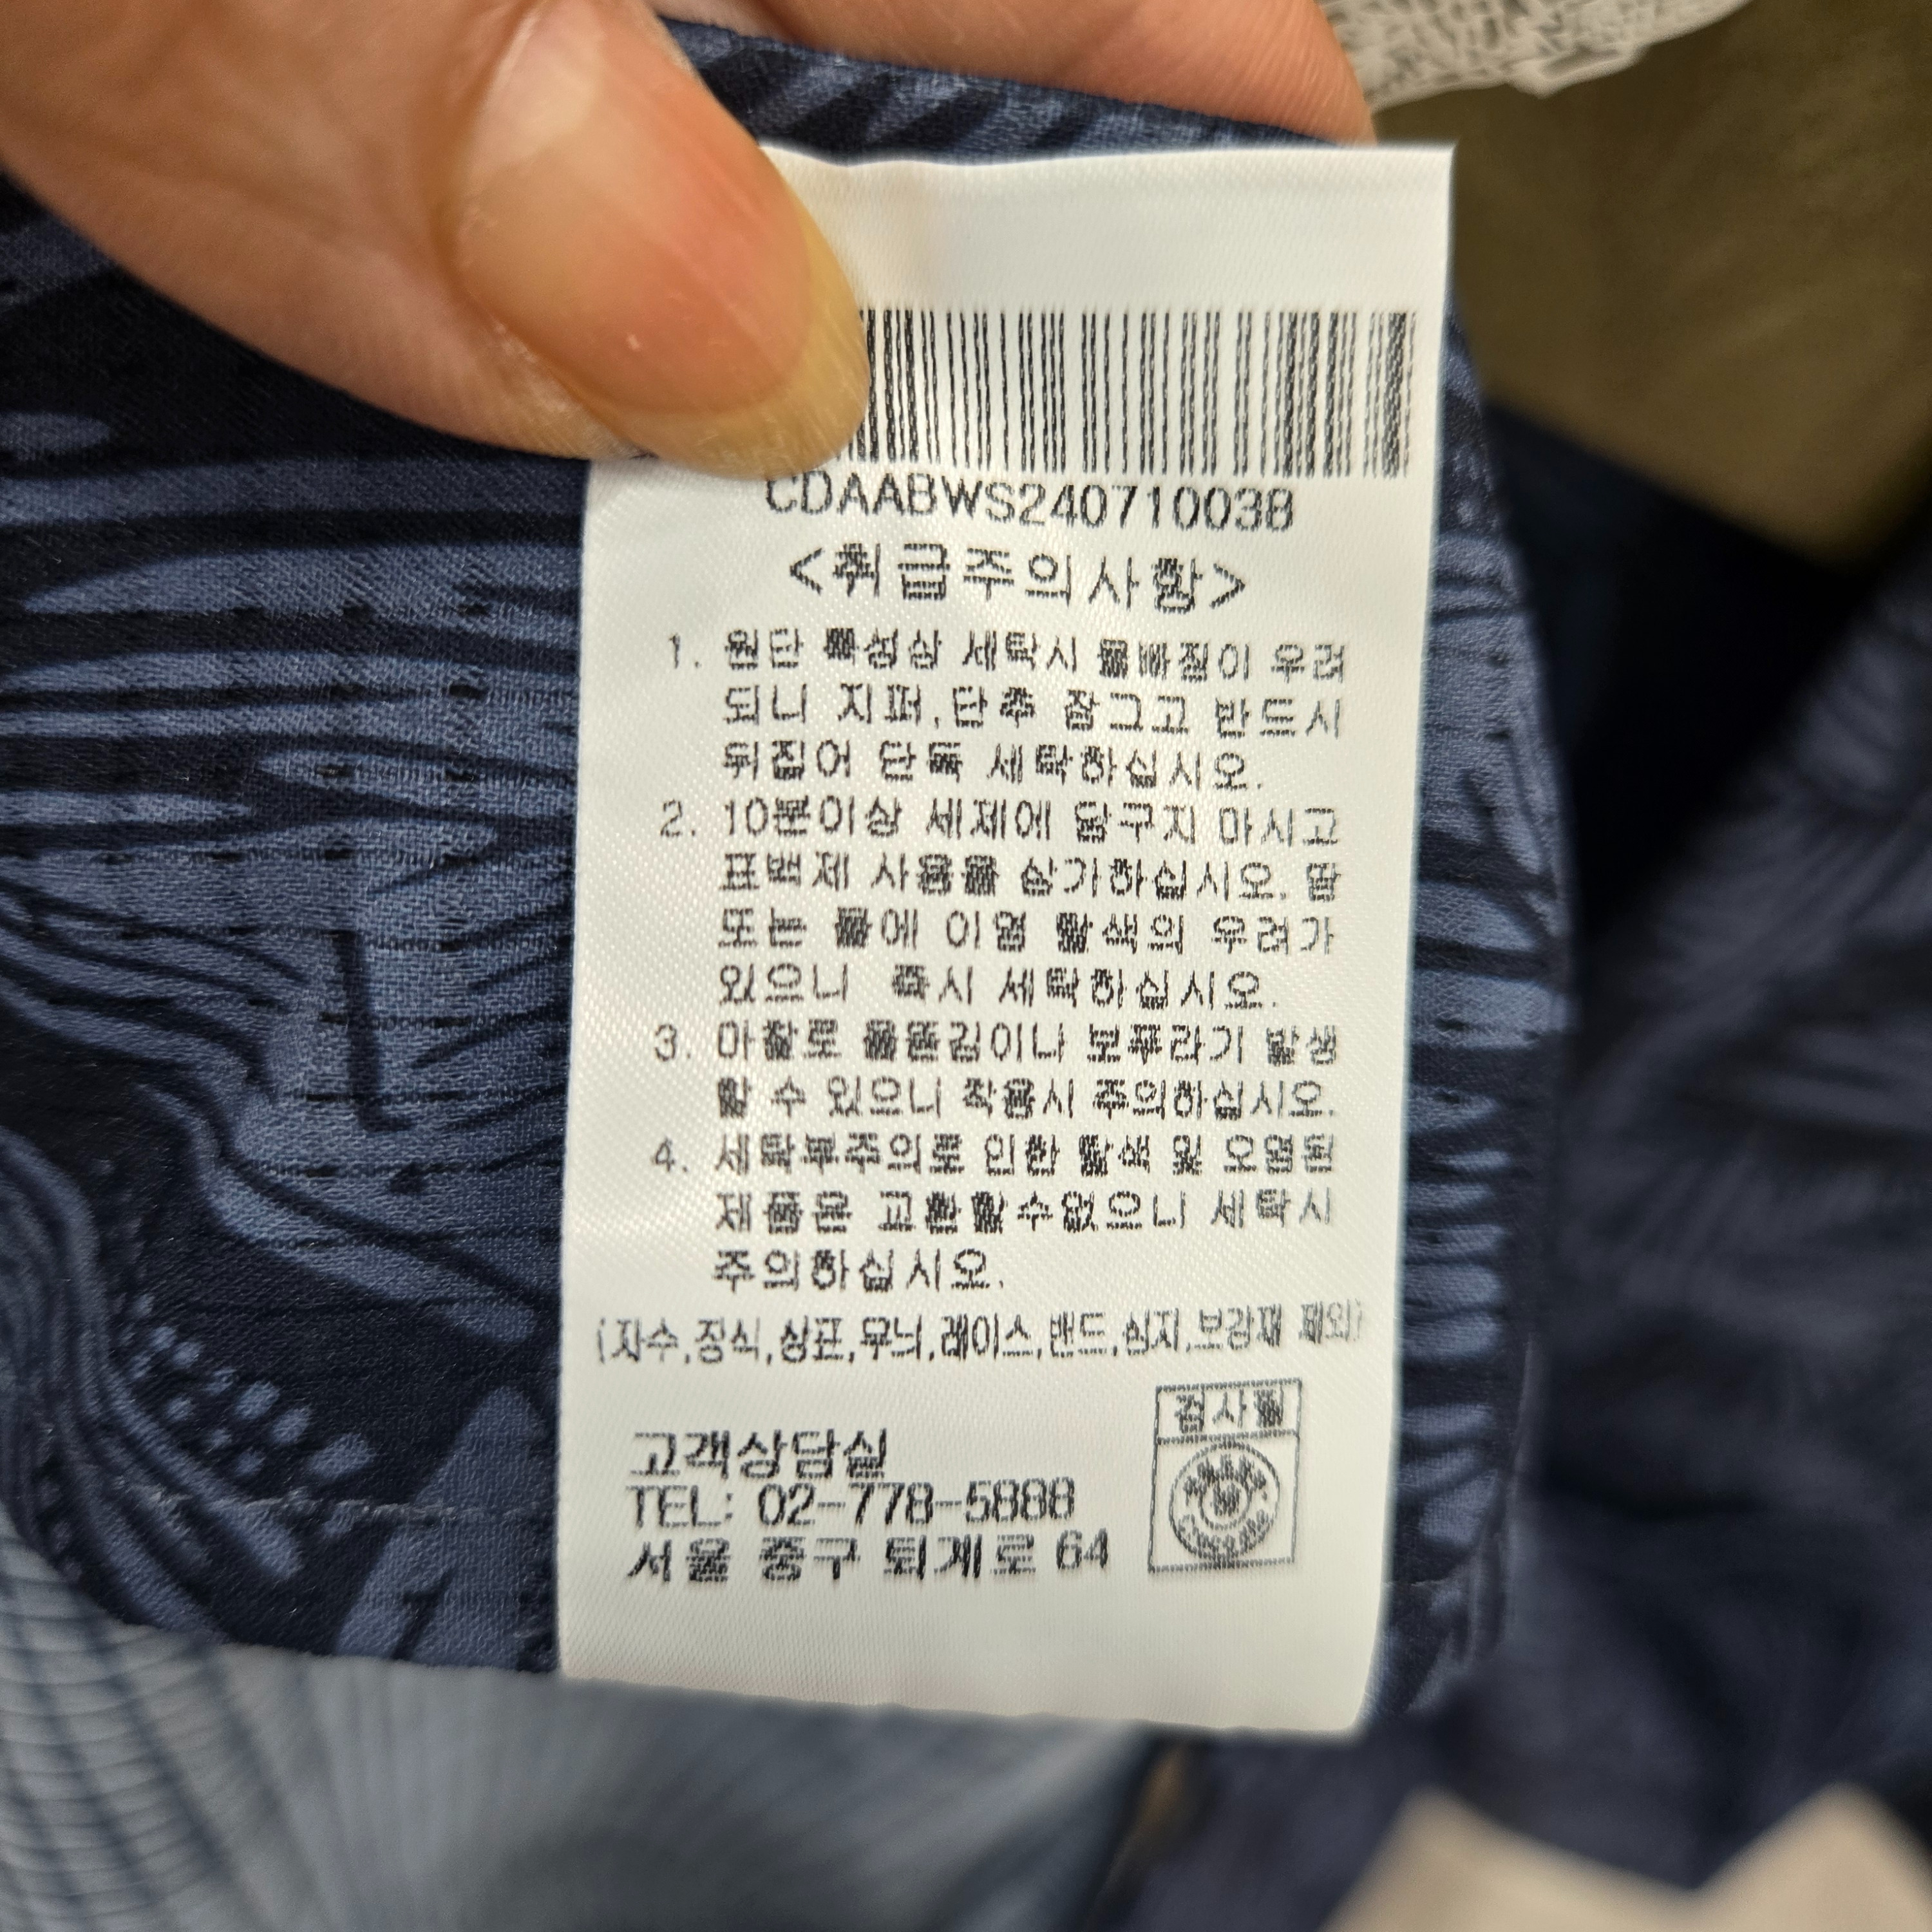 CDAABWS240710038
<취급주의사항>
1. 원단 특성상 세탁시 물빠짐이 우려
되니 지퍼,단추 잠그고 반드시
뒤집어 단독 세탁하십시오.
2. 10분이상 세제에 담구지 마시고
표백제 사용을 삼가하십시오. 땀
또는 물에 이염 탈색의 우려가
있으니 즉시 세탁하십시오.
3. 마찰로 올뜯김이나 보푸라기 발생
할 수 있으니 착용시 주의하십시오.
4. 세탁부주의로 인한 탈색 및 오염된
제품은 교환할수없으니 세탁시
주의하십시오.
(자수,장식,상표,무늬,레이스,밴드,심지,보강재 제외)
검사필
고객상담실
TEL: 02-778-5888
서울 중구 퇴계로 64